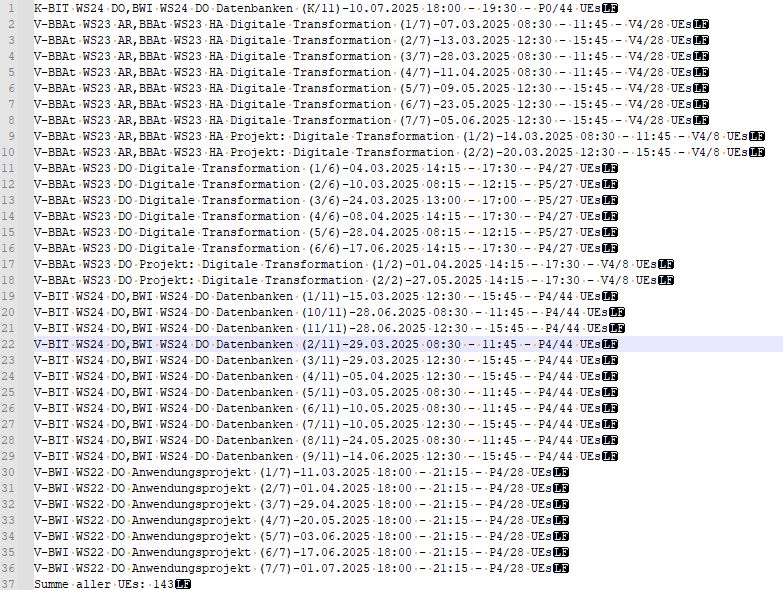 1 K-BIT WS24 DO,BWI WS24 DO Datenbanken (K/11)-10.07.2025 18:00 - 19:30 - P0/44 UEsLF
2 V-BBAt WS23 AR,BBAt WS23 HA Digitale Transformation (1/7)-07.03.2025 08:30 - 11:45 - V4/28 UEsLF
3 V-BBAt WS23 AR,BBAt WS23 HA Digitale Transformation (2/7)-13.03.2025 12:30 - 15:45 - V4/28 UEsLF
4 V-BBAt WS23 AR,BBAt WS23 HA Digitale Transformation (3/7)-28.03.2025 08:30 - 11:45 - V4/28 UEsLF
5 V-BBAt WS23 AR,BBAt WS23 HA Digitale Transformation (4/7)-11.04.2025 08:30 - 11:45 - V4/28 UEsLF
6 V-BBAt WS23 AR,BBAt WS23 HA Digitale Transformation (5/7)-09.05.2025 12:30 - 15:45 - V4/28 UEsLF
7 V-BBAt WS23 AR,BBAt WS23 HA Digitale Transformation (6/7)-23.05.2025 12:30 - 15:45 - V4/28 UEsLF
8 V-BBAt WS23 AR,BBAt WS23 HA Digitale Transformation (7/7)-05.06.2025 12:30 - 15:45 - V4/28 UEsLF
9 V-BBAt WS23 AR,BBAt WS23 HA Projekt: Digitale Transformation (1/2)-14.03.2025 08:30 - 11:45 - V4/8 UEsLF
10 V-BBAt WS23 AR,BBAt WS23 HA Projekt: Digitale Transformation (2/2)-20.03.2025 12:30 - 15:45 - V4/8 UEsLF
11 V-BBAt WS23 DO Digitale Transformation (1/6)-04.03.2025 14:15 - 17:30 - P4/27 UEsLF
12 V-BBAt WS23 DO Digitale Transformation (2/6)-10.03.2025 08:15 - 12:15 - P5/27 UEsLF
13 V-BBAt WS23 DO Digitale Transformation (3/6)-24.03.2025 13:00 - 17:00 - P5/27 UEsLF
14 V-BBAt WS23 DO Digitale Transformation (4/6)-08.04.2025 14:15 - 17:30 - P4/27 UEsLF
15 V-BBAt WS23 DO Digitale Transformation (5/6)-28.04.2025 08:15 - 12:15 - P5/27 UEsLF
16 V-BBAt WS23 DO Digitale Transformation (6/6)-17.06.2025 14:15 - 17:30 - P4/27 UEsLF
17 V-BBAt WS23 DO Projekt: Digitale Transformation (1/2)-01.04.2025 14:15 - 17:30 - V4/8 UEsLF
18 V-BBAt WS23 DO Projekt: Digitale Transformation (2/2)-27.05.2025 14:15 - 17:30 - V4/8 UEsLF
19 V-BIT WS24 DO,BWI WS24 DO Datenbanken (1/11)-15.03.2025 12:30 - 15:45 - P4/44 UEsLF
20 V-BIT WS24 DO,BWI WS24 DO Datenbanken (10/11)-28.06.2025 08:30 - 11:45 - P4/44 UEsLF
21 V-BIT WS24 DO,BWI WS24 DO Datenbanken (11/11)-28.06.2025 12:30 - 15:45 - P4/44 UEsLF
22 V-BIT WS24 DO,BWI WS24 DO Datenbanken (2/11)-29.03.2025 08:30 - 11:45 - P4/44 UEsLF
23 V-BIT WS24 DO,BWI WS24 DO Datenbanken (3/11)-29.03.2025 12:30 - 15:45 - P4/44 UEsLF
24 V-BIT WS24 DO,BWI WS24 DO Datenbanken (4/11)-05.04.2025 12:30 - 15:45 - P4/44 UEsLF
25 V-BIT WS24 DO,BWI WS24 DO Datenbanken (5/11)-03.05.2025 08:30 - 11:45 - P4/44 UEsLF
26 V-BIT WS24 DO,BWI WS24 DO Datenbanken (6/11)-10.05.2025 08:30 - 11:45 - P4/44 UEsLF
27 V-BIT WS24 DO,BWI WS24 DO Datenbanken (7/11)-10.05.2025 12:30 - 15:45 - P4/44 UEsLF
28 V-BIT WS24 DO,BWI WS24 DO Datenbanken (8/11)-24.05.2025 08:30 - 11:45 - P4/44 UEsLF
29 V-BIT WS24 DO,BWI WS24 DO Datenbanken (9/11)-14.06.2025 12:30 - 15:45 - P4/44 UEsLF
30 V-BWI WS22 DO Anwendungsprojekt (1/7)-11.03.2025 18:00 - 21:15 - P4/28 UEsLF
31 V-BWI WS22 DO Anwendungsprojekt (2/7)-01.04.2025 18:00 - 21:15 - P4/28 UEsLF
32 V-BWI WS22 DO Anwendungsprojekt (3/7)-29.04.2025 18:00 - 21:15 - P4/28 UEsLF
33 V-BWI WS22 DO Anwendungsprojekt (4/7)-20.05.2025 18:00 - 21:15 - P4/28 UEsLF
34 V-BWI WS22 DO Anwendungsprojekt (5/7)-03.06.2025 18:00 - 21:15 - P4/28 UEsLF
35 V-BWI WS22 DO Anwendungsprojekt (6/7)-17.06.2025 18:00 - 21:15 - P4/28 UEsLF
36 V-BWI WS22 DO Anwendungsprojekt (7/7)-01.07.2025 18:00 - 21:15 - P4/28 UEsLF
37 Summe aller UEs: 143LF